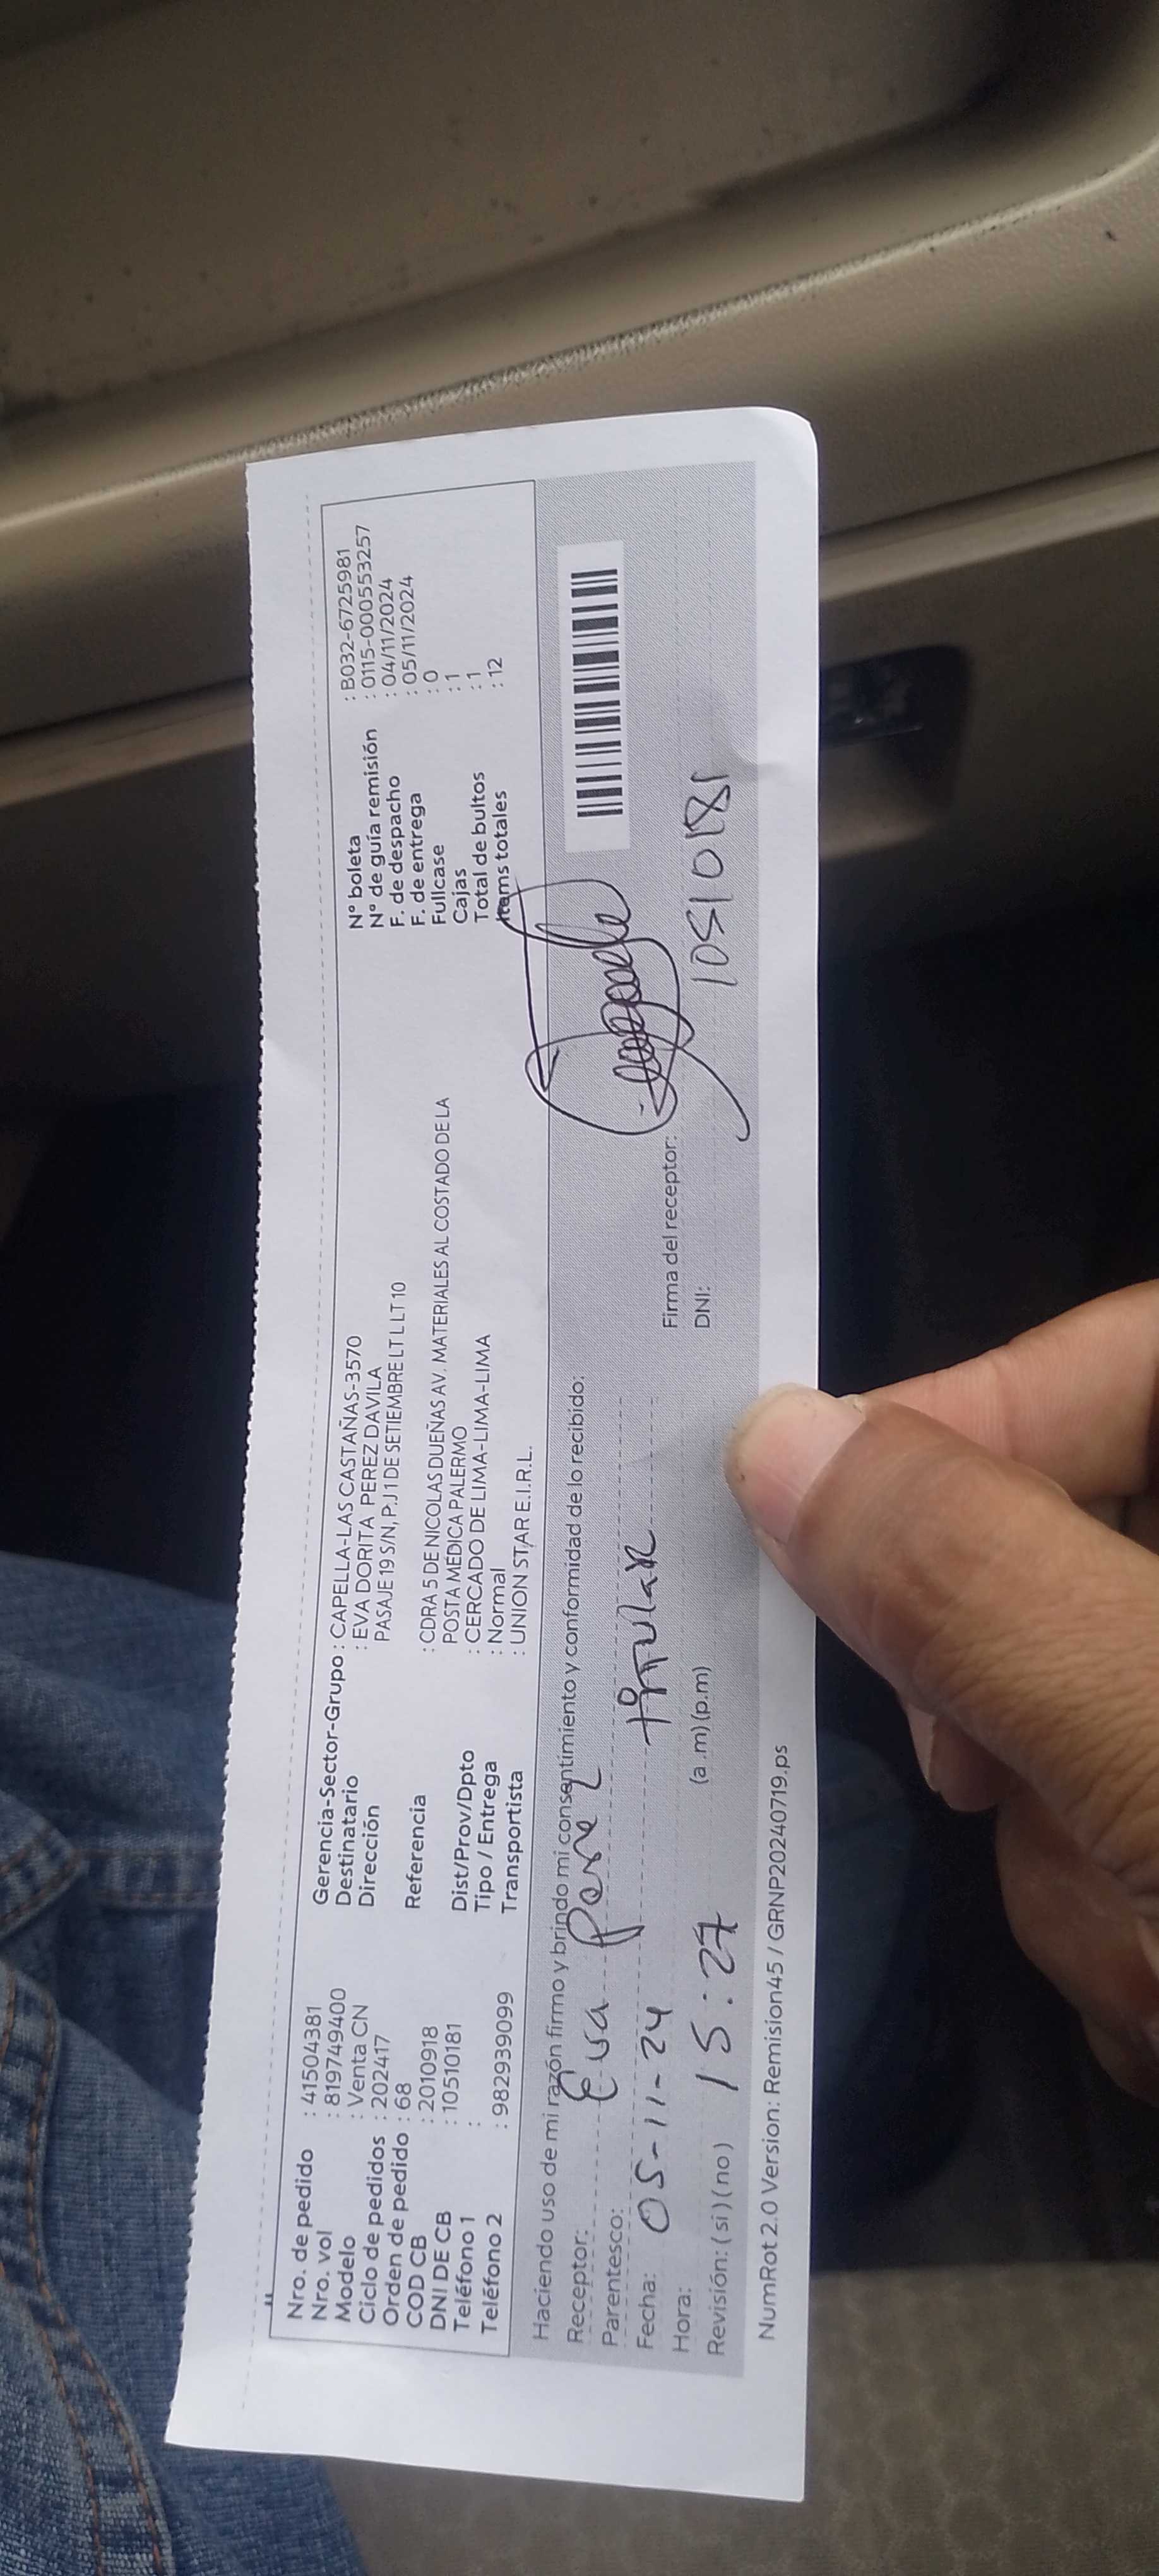 Nro. de pedido : 41504381
Nro. vol : 819749400
Modelo : Venta CN
Ciclo de pedidos : 202417
Orden de pedido : 68
COD CB : 2010918
DNI DE CB : 10510181
Teléfono 1 :
Teléfono 2 : 982939099
Gerencia-Sector-Grupo : CAPELLA-LAS CASTAÑAS-3570
Destinatario : EVA DORITA PEREZ DAVILA
Dirección PASAJE 19 S/N, P.J 1 DE SETIEMBRE LT L LT 10
Referencia : CDRA 5 DE NICOLAS DUEÑAS AV. MATERIALES AL COSTADO DE LA
POSTA MEDICA PALERMO
Dist/Prov/Dpto : CERCADO DE LIMA-LIMA-LIMA
Tipo / Entrega : Normal
Transportista : UNION STAR E.I.R.L.
N° boleta : B032-6725981
N° de guía remisión : 0115-0000553257
F. de despacho : 04/11/2024
F. de entrega : 05/11/2024
Fullcase : 0
Cajas : 1
Total de bultos : 1
Items totales : 12
Haciendo uso de mi razón firmo y brindo mi consentimiento y conformidad de lo recibido:
Receptor: Eva Perez
Parentesco: titular
Fecha: 05-11-24
Hora: 15:27 (a.m) (p.m)
Revisión: ( si ) ( no )
Firma del receptor:
DNI: 10510181
NumRot 2.0 Version: Remision45 / GRNP20240719.ps